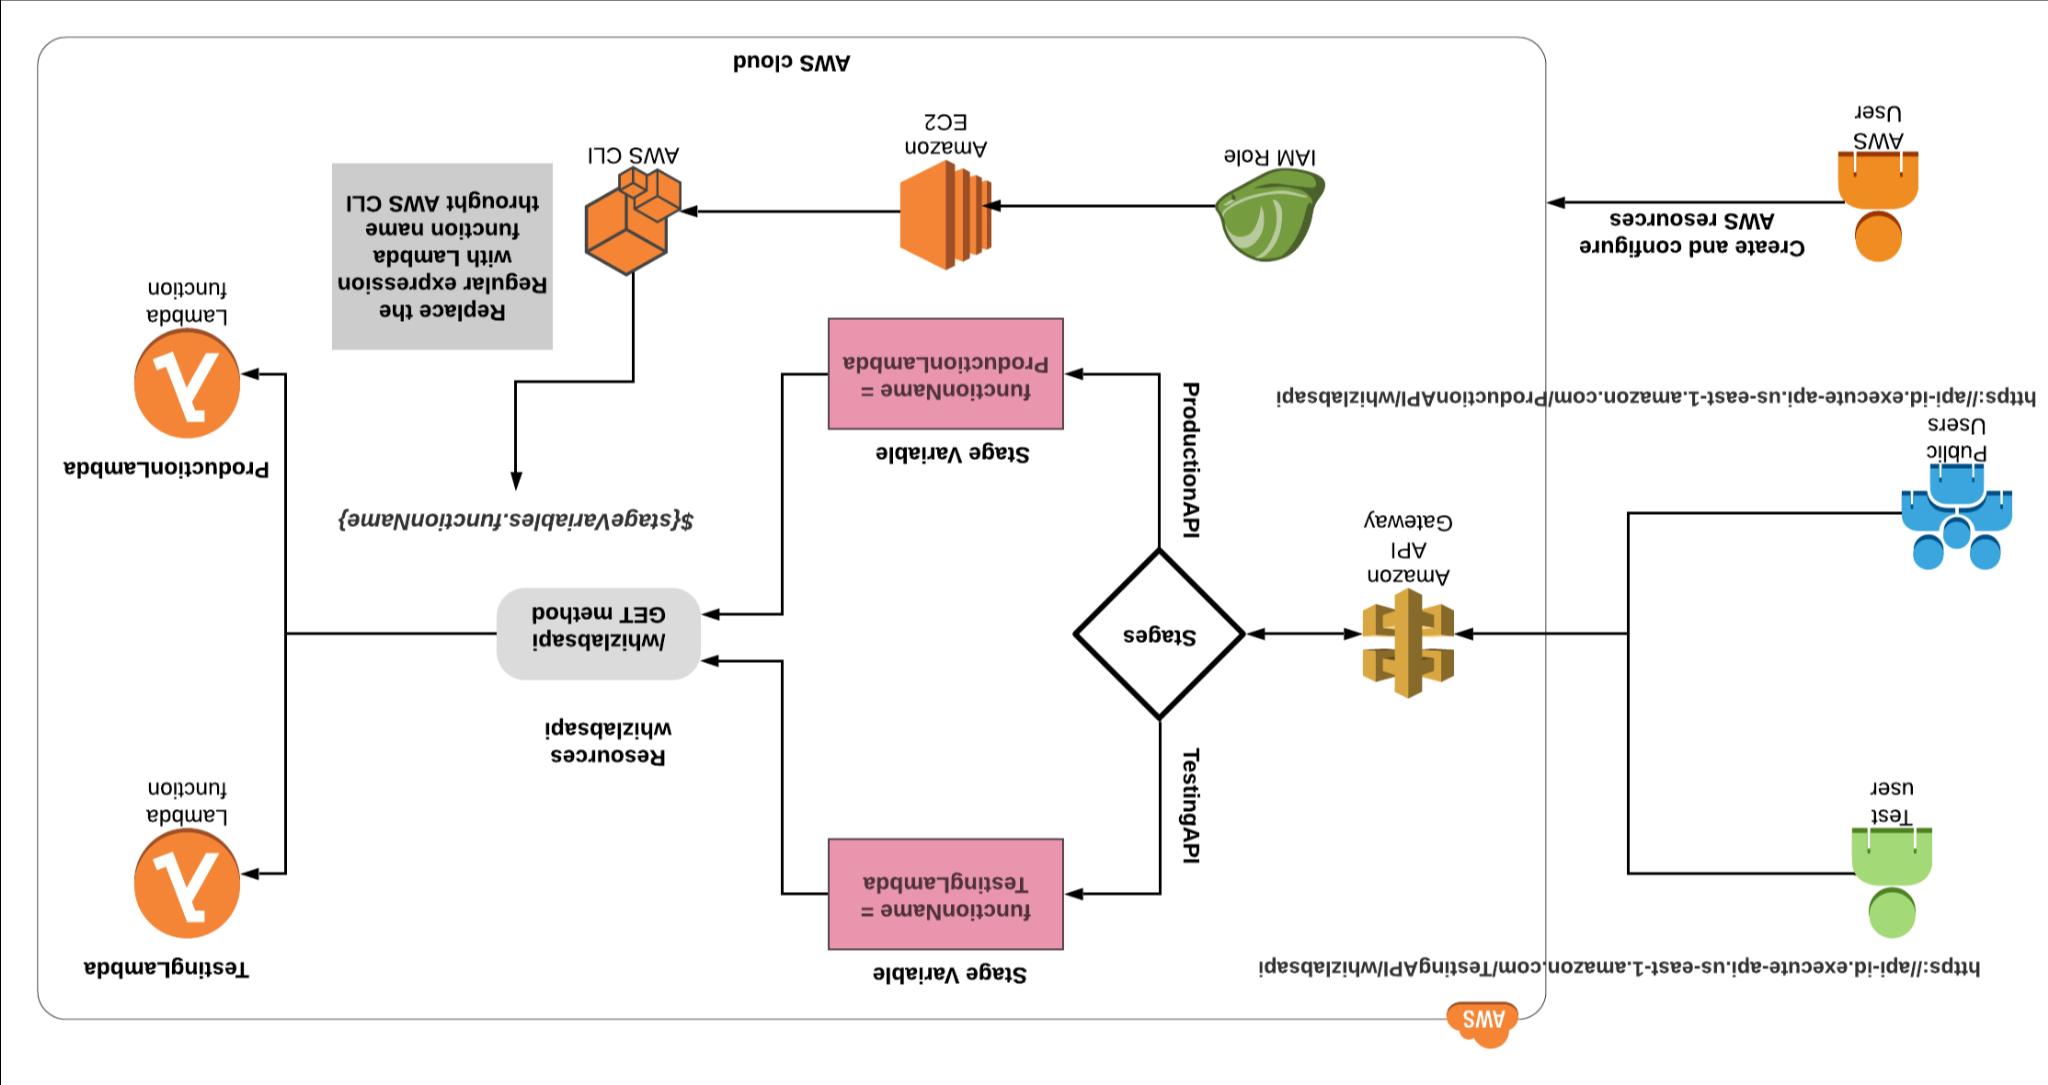 AWS
https://api-id.execute-api.us-east-1.amazon.com/TestingAPI/whizlabsapi
Test
user
Stage Variable
functionName =
TestingLambda
TestingAPI
TestingLambda
Lambda
function
Resources
whizlabsapi
/whizlabsapi
GET method
Stages
Amazon
API
Gateway
Public
Users
https://api-id.execute-api.us-east-1.amazon.com/ProductionAPI/whizlabsapi
ProductionAPI
Stage Variable
functionName =
ProductionLambda
${stageVariables.functionName}
ProductionLambda
Lambda
function
Create and configure
AWS resources
AWS
User
IAM Role
Amazon
EC2
AWS CLI
Replace the
Regular expression
with Lambda
function name
throught AWS CLI
AWS cloud